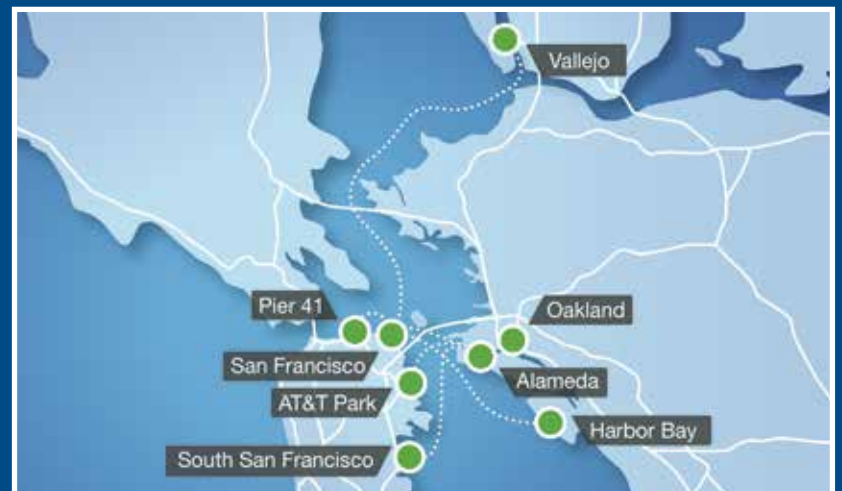 Vallejo
Pier 41
Oakland
San Francisco
Alameda
AT&T Park
Harbor Bay
South San Francisco